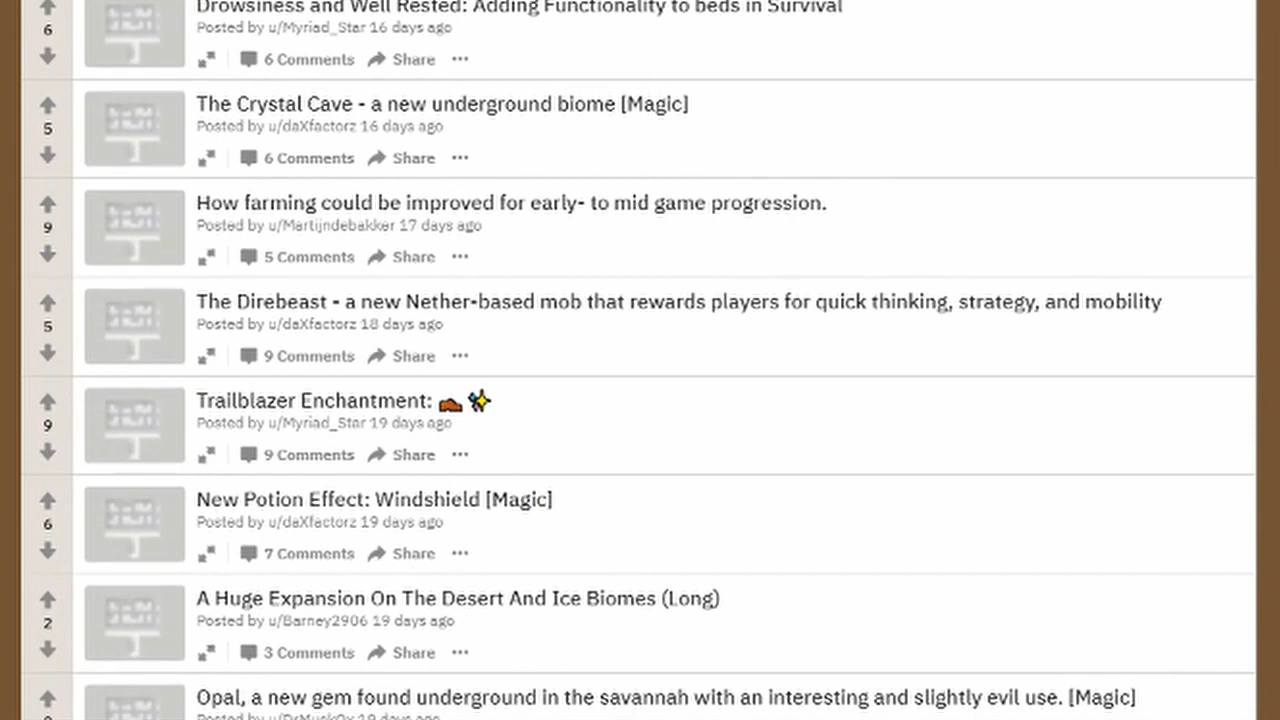 Drowsiness and Well Rested: Adding Functionality to beds in Survival
6
Posted by u/Myriad_Star 16 days ago
6 Comments Share
The Crystal Cave - a new underground biome [Magic]
5
Posted by u/daXfactorz 16 days ago
6 Comments Share
How farming could be improved for early- to mid game progression.
9
Posted by u/Martijndebakker 17 days ago
5 Comments Share
The Direbeast - a new Nether-based mob that rewards players for quick thinking, strategy, and mobility
5
Posted by u/daXfactorz 18 days ago
9 Comments Share
Trailblazer Enchantment: 🥾✨
9
Posted by u/Myriad_Star 19 days ago
9 Comments Share
New Potion Effect: Windshield [Magic]
6
Posted by u/daXfactorz 19 days ago
7 Comments Share
A Huge Expansion On The Desert And Ice Biomes (Long)
2
Posted by u/Barney2906 19 days ago
3 Comments Share
Opal, a new gem found underground in the savannah with an interesting and slightly evil use. [Magic]
Posted by u/DrMuskOx 19 days ago